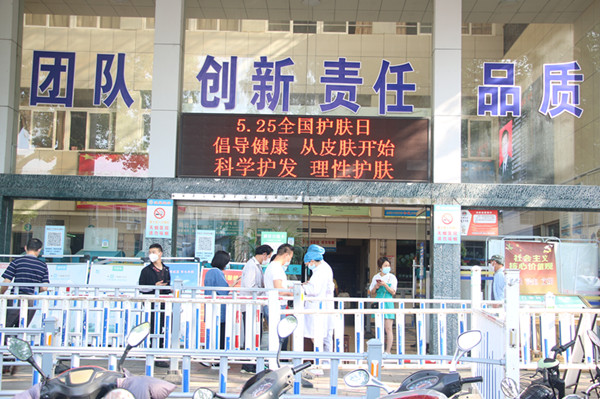 团队 创新 责任 品质
5.25全国护肤日
倡导健康 从皮肤开始
科学护发 理性护肤
社会主义
核心价值观